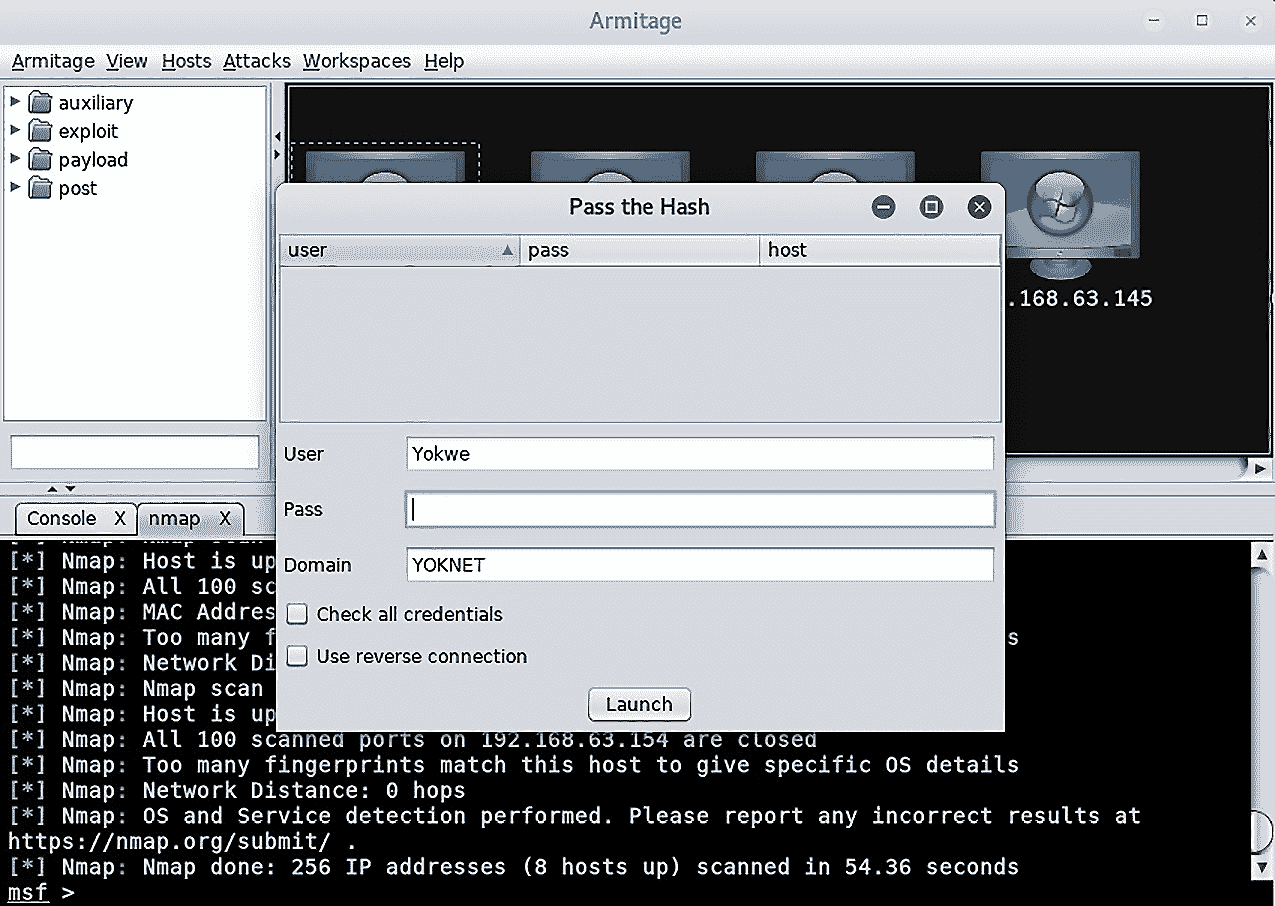 Armitage
Armitage View Hosts Attacks Workspaces Help
auxiliary
exploit
payload
post
.168.63.145
Pass the Hash
user pass host
User Yokwe
Pass
Domain YOKNET
Check all credentials
Use reverse connection
Launch
Console X nmap X
[*] Nmap: Host is up
[*] Nmap: All 100 sc
[*] Nmap: MAC Addres
[*] Nmap: Too many f s
[*] Nmap: Network Di
[*] Nmap: Nmap scan
[*] Nmap: Host is up
[*] Nmap: All 100 scanned ports on 192.168.63.154 are closed
[*] Nmap: Too many fingerprints match this host to give specific OS details
[*] Nmap: Network Distance: 0 hops
[*] Nmap: OS and Service detection performed. Please report any incorrect results at
https://nmap.org/submit/ .
[*] Nmap: Nmap done: 256 IP addresses (8 hosts up) scanned in 54.36 seconds
msf >